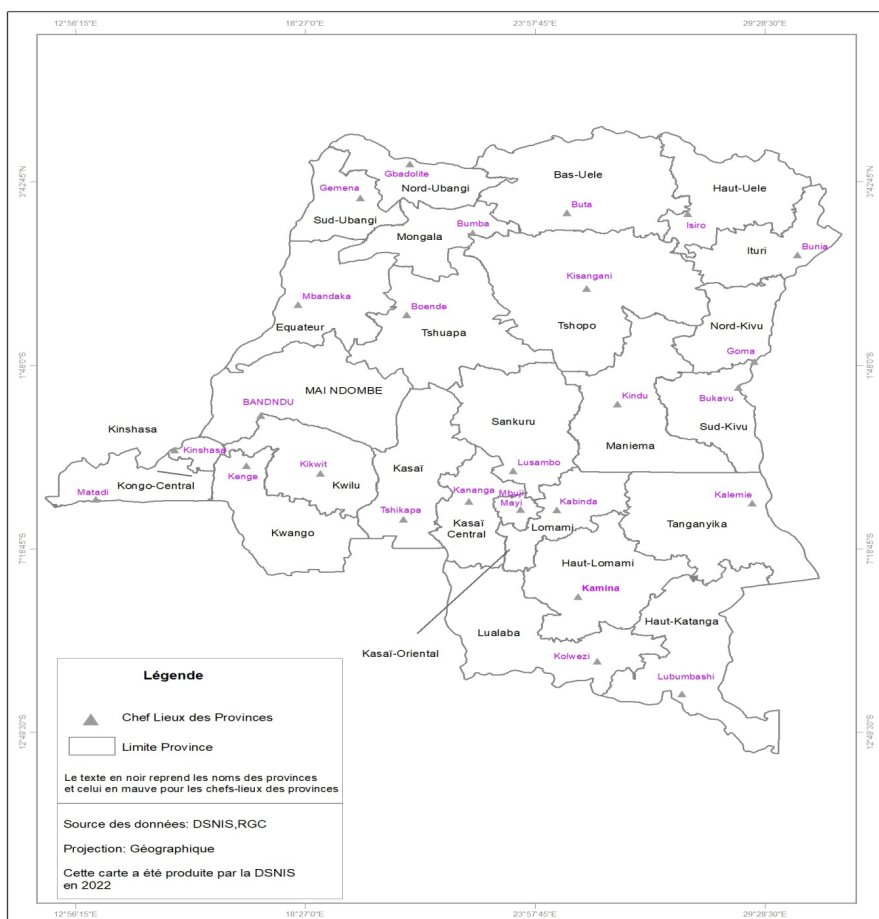 12°56'15"E 18°27'0"E 23°57'45"E 29°28'30"E
3°42'45"N
3°42'45"N
Gbadolite
Nord-Ubangi
Gemena
Sud-Ubangi
Bas-Uele
Haut-Uele
Buta
Isiro
Bumba
Mongala
Ituri
Bunia
Kisangani
Mbandaka
Equateur
Boende
Tshuapa
Tshopo
Nord-Kivu
Goma
1°48'0"S
1°48'0"S
MAI NDOMBE
BANDNDU
Kindu
Bukavu
Sud-Kivu
Maniema
Sankuru
Kinshasa
Kinshasa
Kongo-Central
Matadi
Kenge
Kikwit
Kwilu
Kasaï
Lusambo
Kananga
Mbuji
Mayi
Kabinda
Kalemie
Tshikapa
Kasaï
Central
Lomami
Tanganyika
Kwango
7°18'45"S
7°18'45"S
Haut-Lomami
Kamina
Haut-Katanga
Lualaba
Kasaï-Oriental
Kolwezi
Lubumbashi
12°49'30"S
12°49'30"S
Légende
Chef Lieux des Provinces
Limite Province
Le texte en noir reprend les noms des provinces
et celui en mauve pour les chefs-lieux des provinces
Source des données: DSNIS,RGC
Projection: Géographique
Cette carte a été produite par la DSNIS
en 2022
12°56'15"E 18°27'0"E 23°57'45"E 29°28'30"E